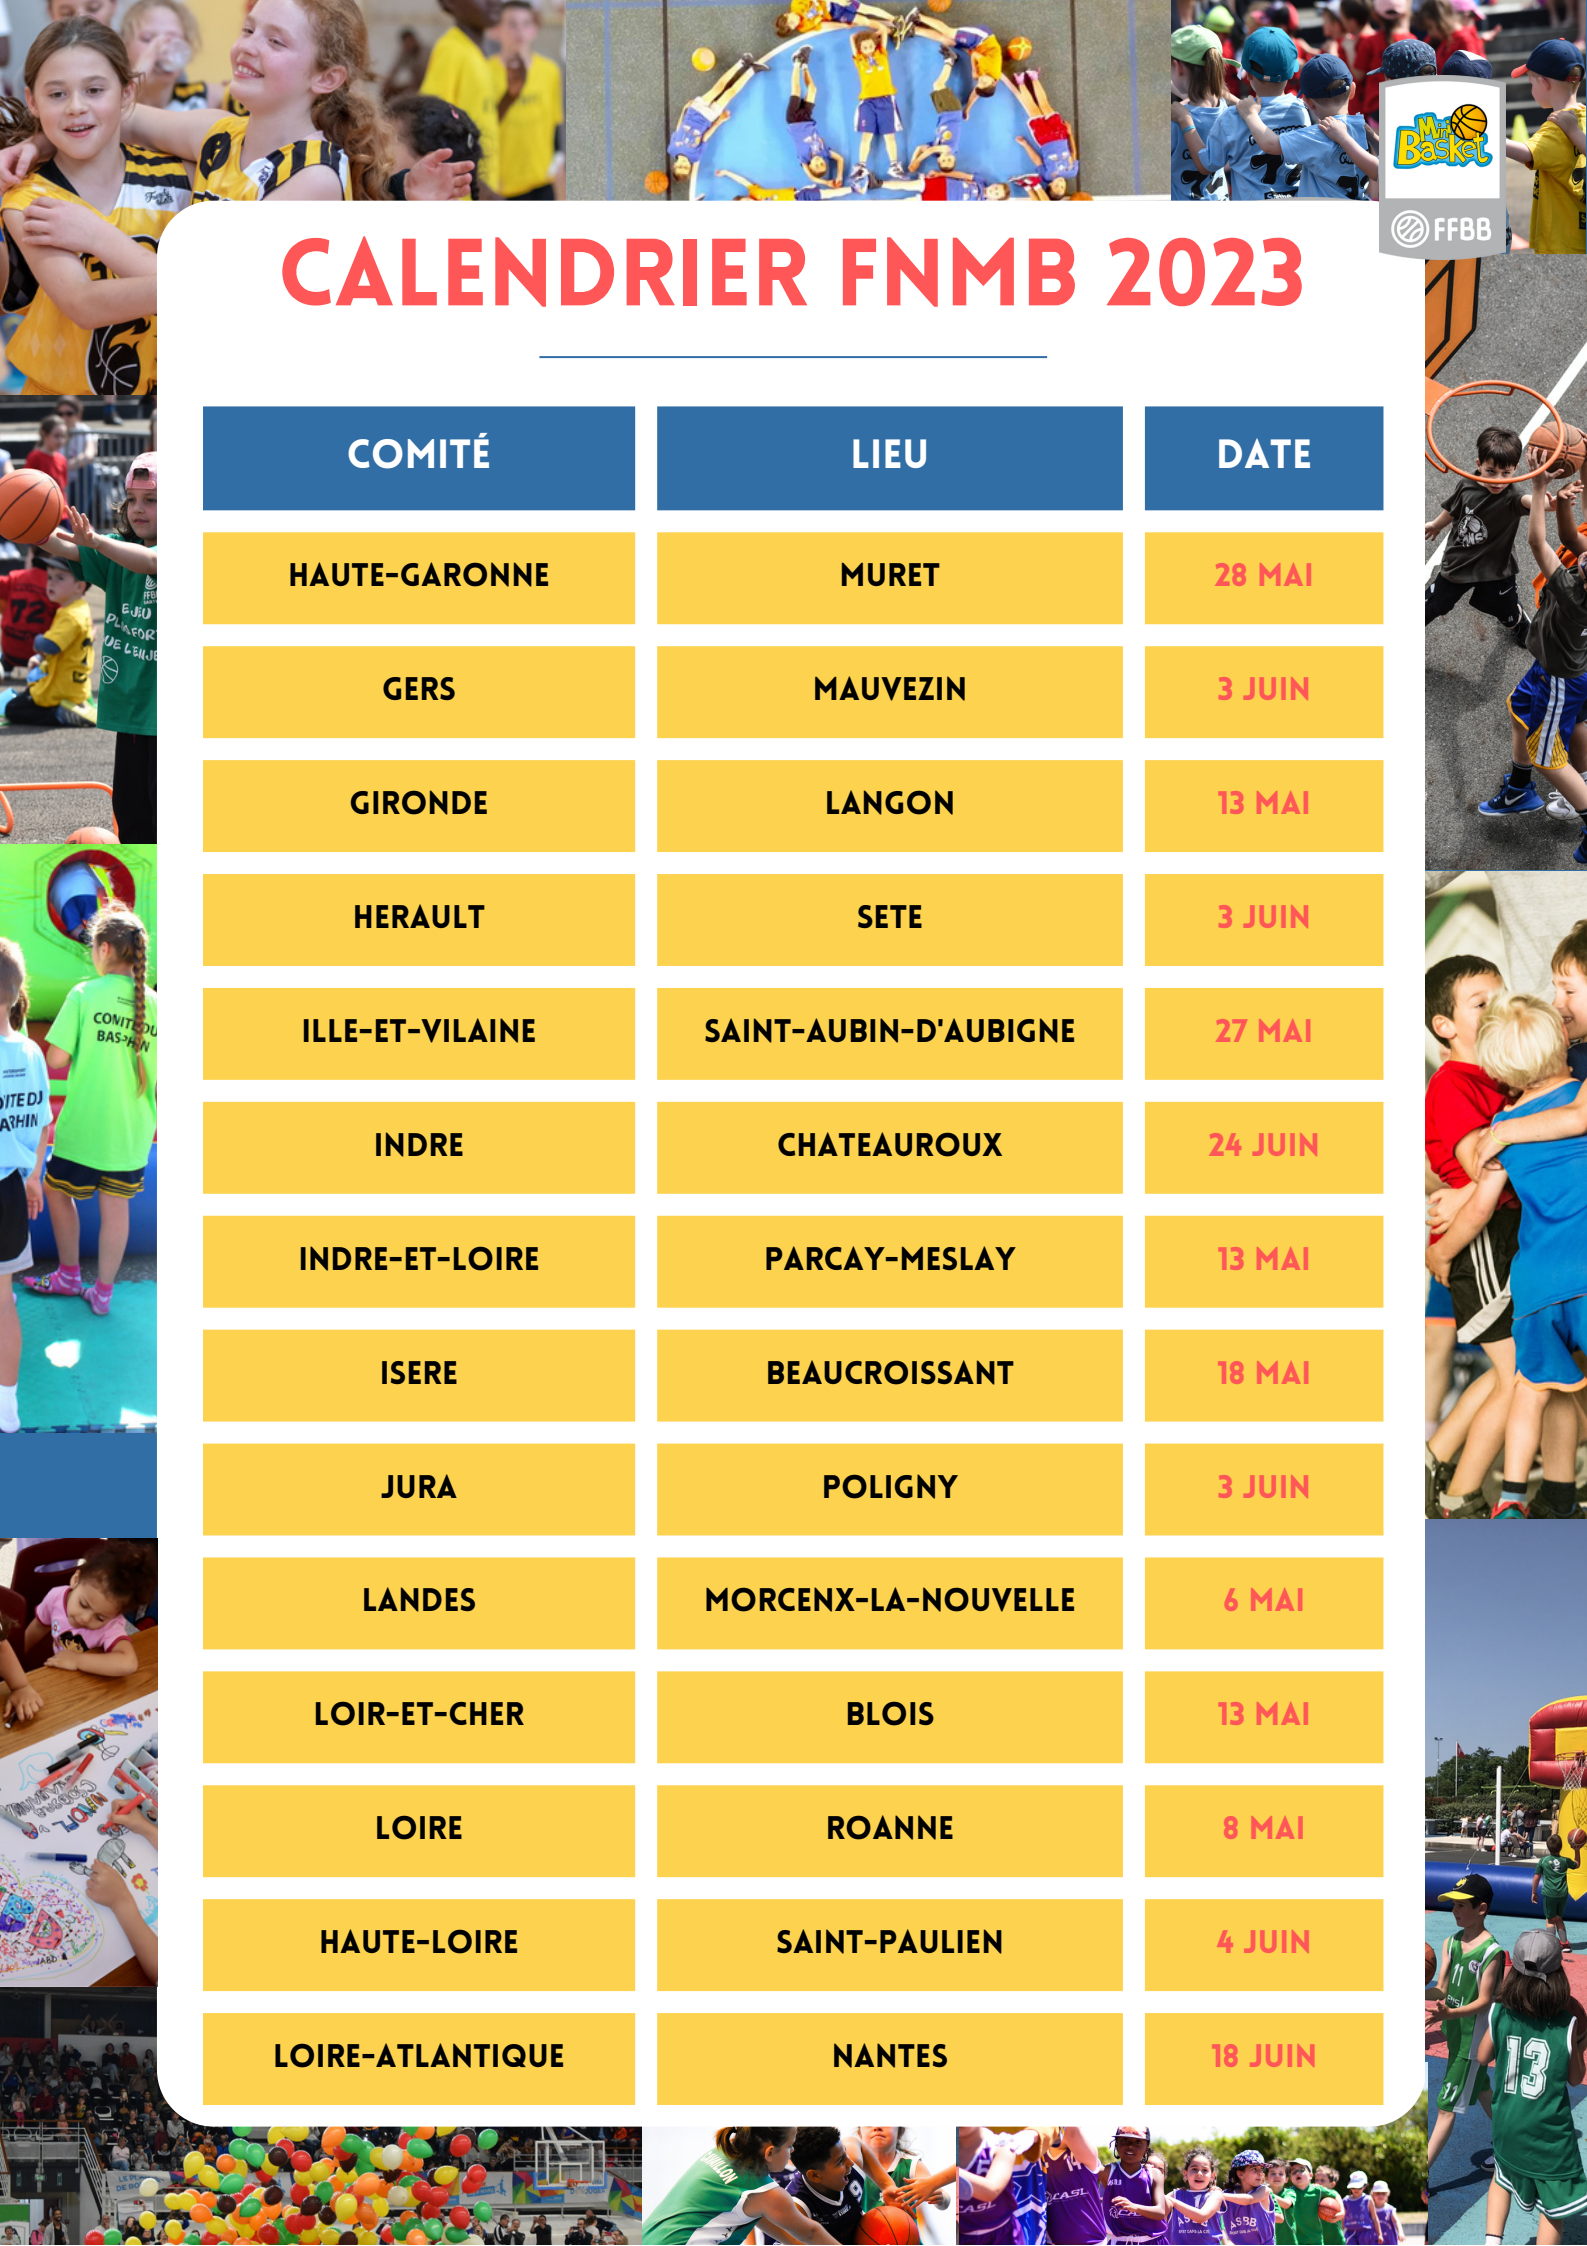 Mini
Basket
FFBB
CALENDRIER FNMB 2023
COMITÉ LIEU DATE
HAUTE-GARONNE MURET 28 MAI
GERS MAUVEZIN 3 JUIN
GIRONDE LANGON 13 MAI
HERAULT SETE 3 JUIN
ILLE-ET-VILAINE SAINT-AUBIN-D'AUBIGNE 27 MAI
INDRE CHATEAUROUX 24 JUIN
INDRE-ET-LOIRE PARCAY-MESLAY 13 MAI
ISERE BEAUCROISSANT 18 MAI
JURA POLIGNY 3 JUIN
LANDES MORCENX-LA-NOUVELLE 6 MAI
LOIR-ET-CHER BLOIS 13 MAI
LOIRE ROANNE 8 MAI
HAUTE-LOIRE SAINT-PAULIEN 4 JUIN
LOIRE-ATLANTIQUE NANTES 18 JUIN
72
11
13
CASL